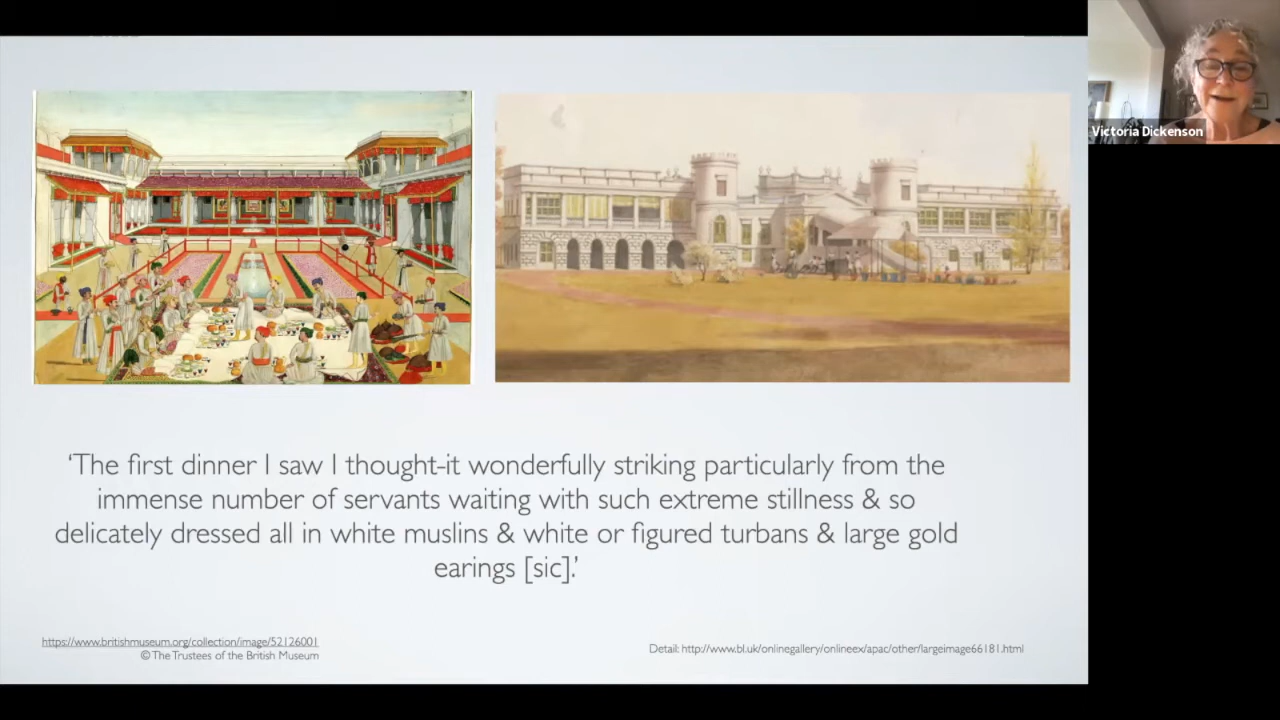 Victoria Dickenson
‘The first dinner I saw I thought-it wonderfully striking particularly from the
immense number of servants waiting with such extreme stillness & so
delicately dressed all in white muslins & white or figured turbans & large gold
earings [sic].’
https://www.britishmuseum.org/collection/image/52126001
© The Trustees of the British Museum
Detail: http://www.bl.uk/onlinegallery/onlineex/apac/other/largeimage66181.html